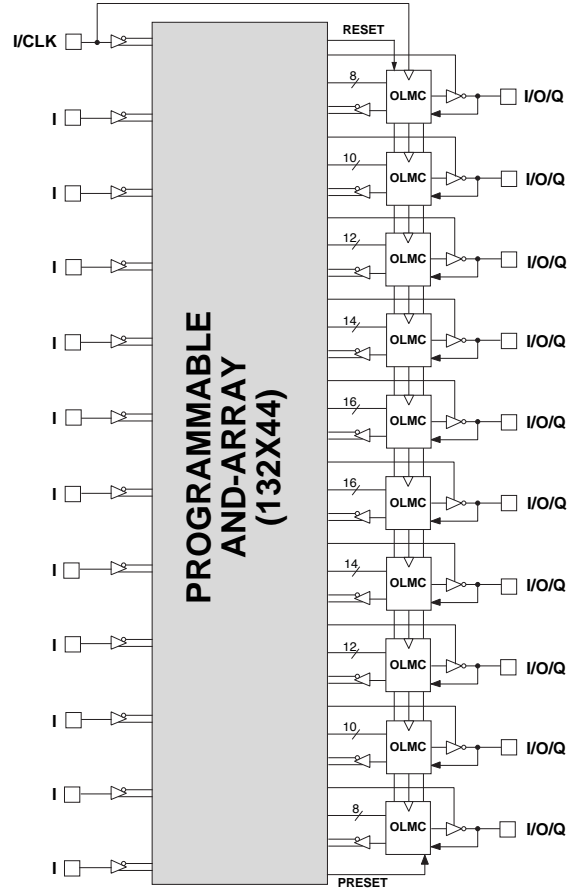 RESET
I/CLK
8
OLMC
I/O/Q
I
10
OLMC
I/O/Q
I
12
OLMC
I/O/Q
I
14
OLMC
I/O/Q
I
16
OLMC
I/O/Q
I
PROGRAMMABLE
AND-ARRAY
(132X44)
16
OLMC
I/O/Q
I
14
OLMC
I/O/Q
I
12
OLMC
I/O/Q
I
10
OLMC
I/O/Q
I
8
OLMC
I/O/Q
I
I
PRESET